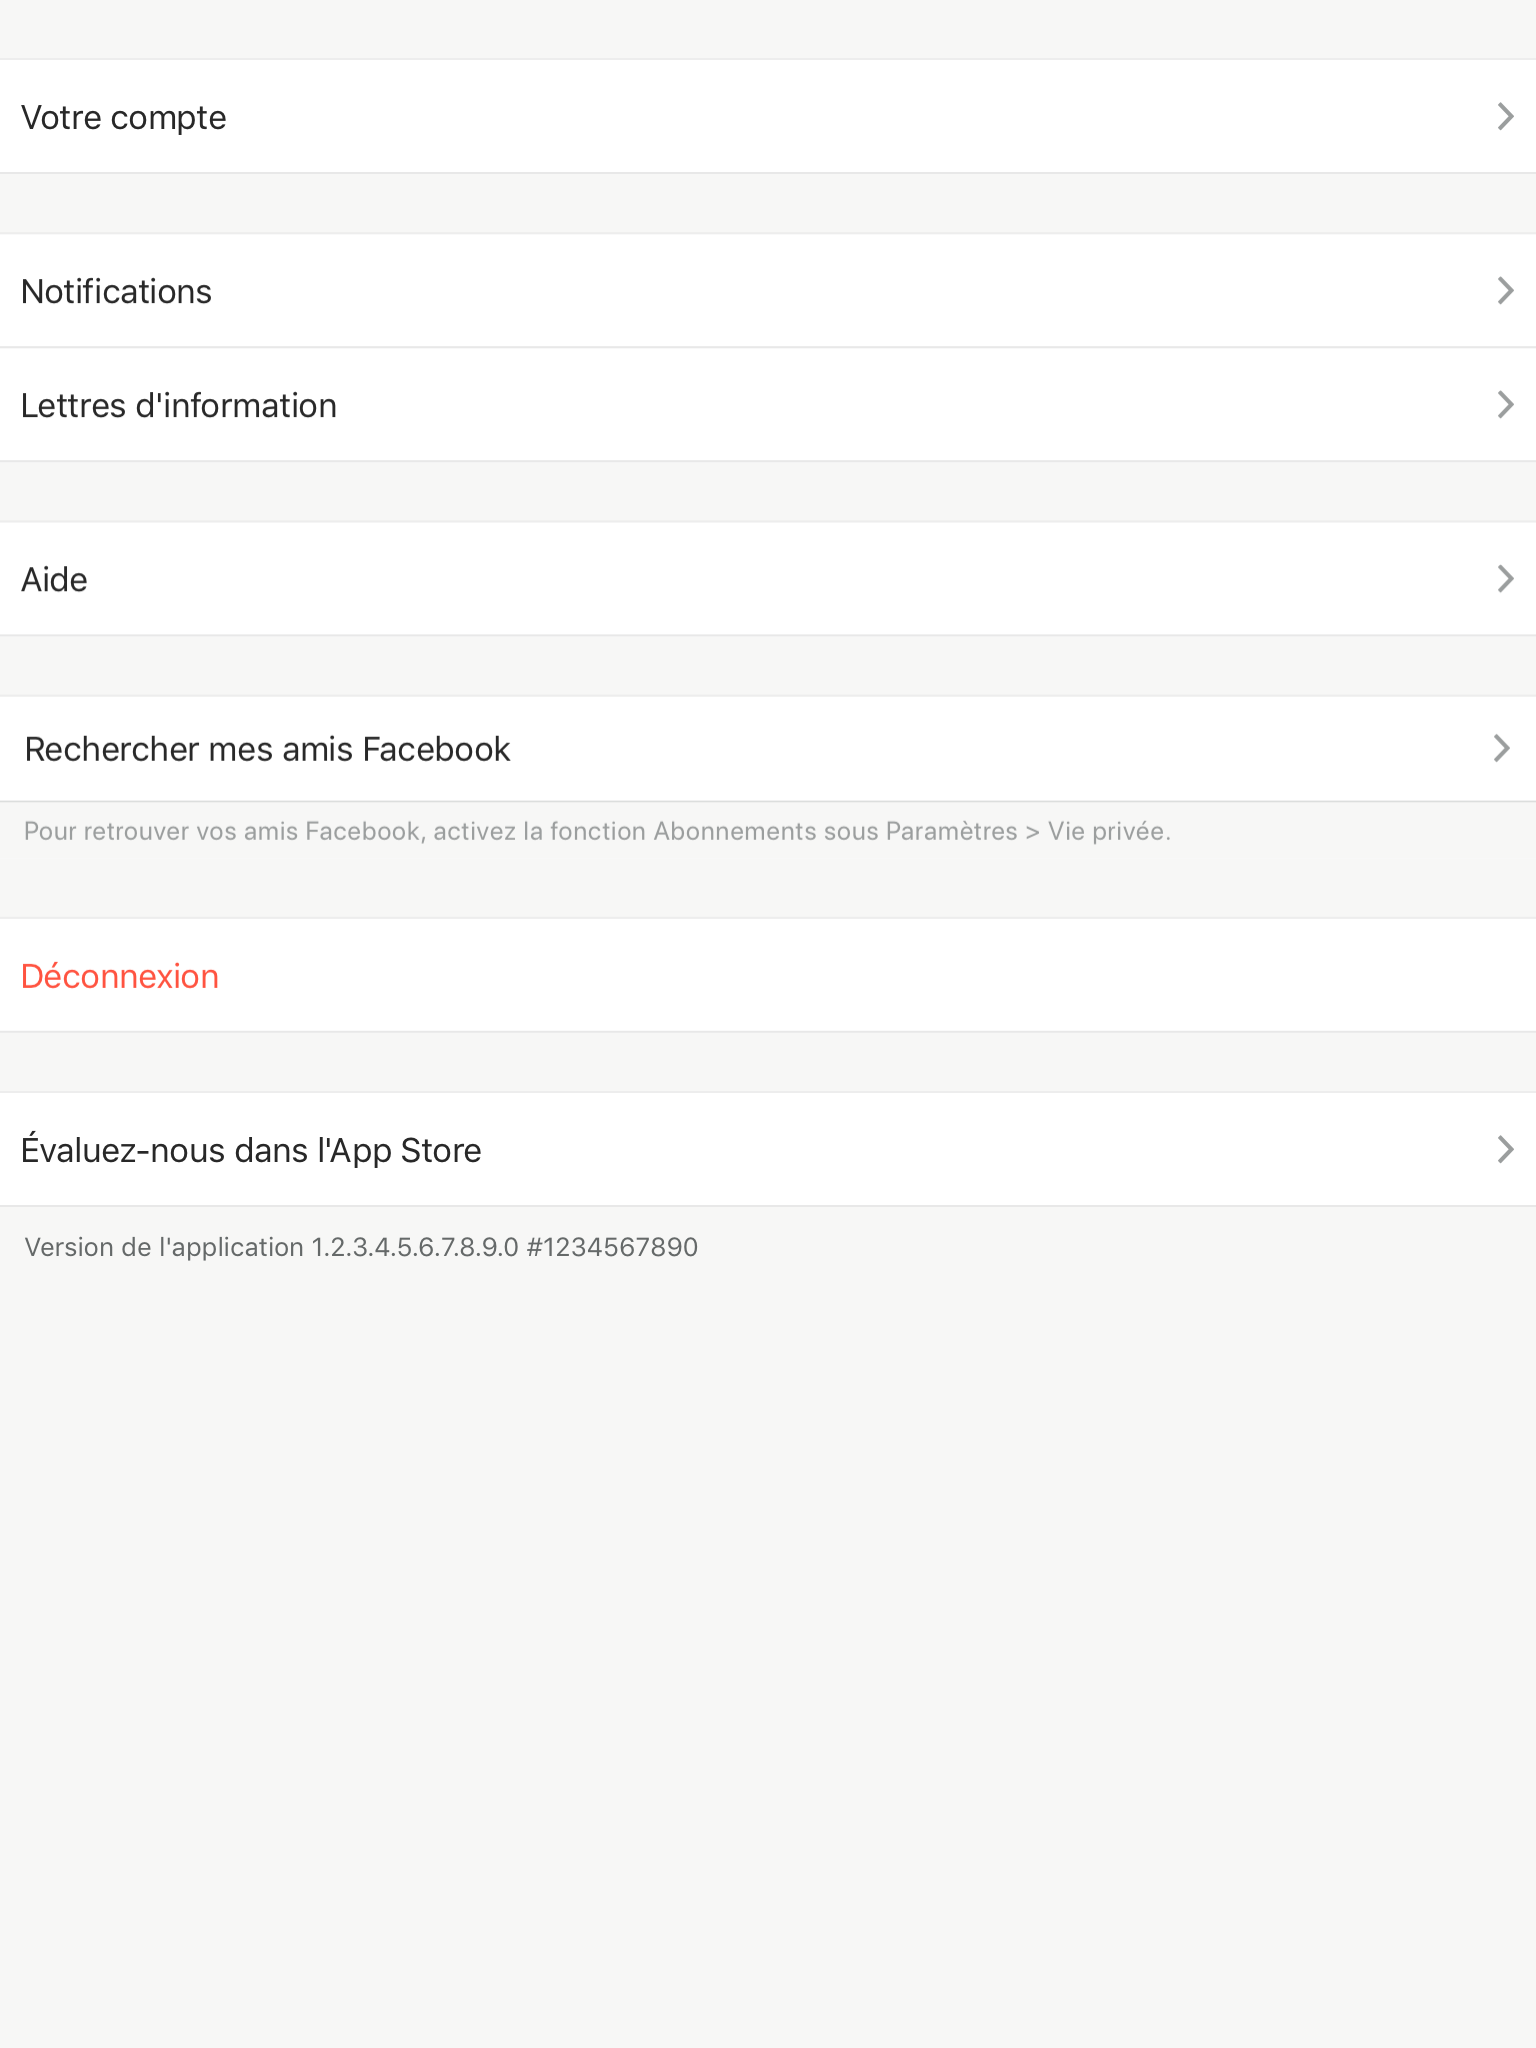 Votre compte
Notifications
Lettres d'information
Aide
Rechercher mes amis Facebook
Pour retrouver vos amis Facebook, activez la fonction Abonnements sous Paramètres > Vie privée.
Déconnexion
Évaluez-nous dans l'App Store
Version de l'application 1.2.3.4.5.6.7.8.9.0 #1234567890